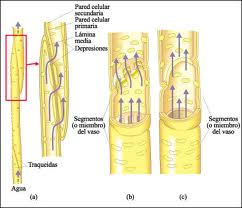 Pared celular
secundaria
Pared celular
primaria
Lámina
media
Depresiones
Segmentos
(o miembro)
del vaso
Segmentos
(o miembro)
del vaso
Traqueidas
Agua
(a)
(b)
(c)